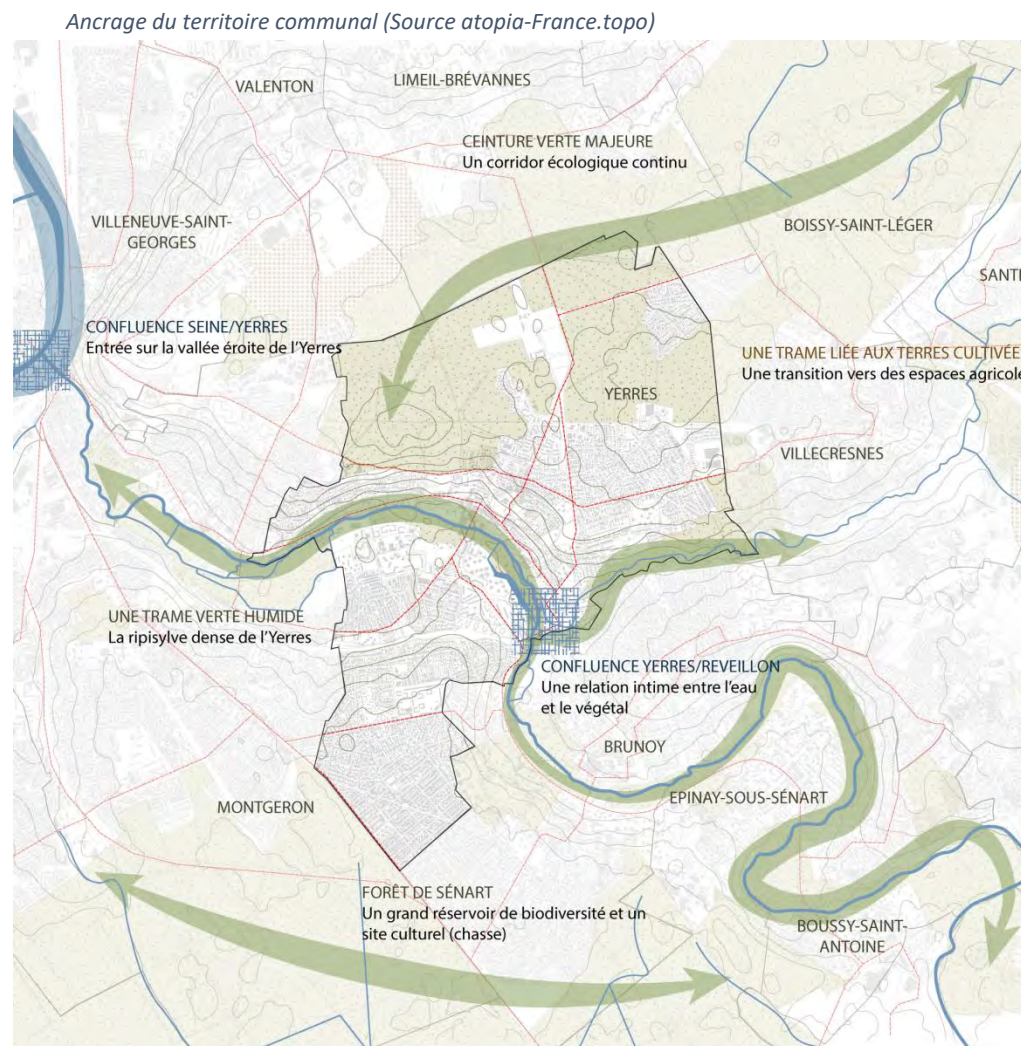 Ancrage du territoire communal (Source atopia-France.topo)
VALENTON
LIMEIL-BRÉVANNES
CEINTURE VERTE MAJEURE
Un corridor écologique continu
VILLENEUVE-SAINT-
GEORGES
BOISSY-SAINT-LÉGER
SANTE
CONFLUENCE SEINE/YERRES
Entrée sur la vallée éroite de l'Yerres
UNE TRAME LIÉE AUX TERRES CULTIVÉE
Une transition vers des espaces agricole
YERRES
VILLECRESNES
UNE TRAME VERTE HUMIDE
La ripisylve dense de l'Yerres
CONFLUENCE YERRES/REVEILLON
Une relation intime entre l'eau
et le végétal
BRUNOY
EPINAY-SOUS-SÉNART
MONTGERON
FORÊT DE SÉNART
Un grand réservoir de biodiversité et un
site culturel (chasse)
BOUSSY-SAINT-
ANTOINE